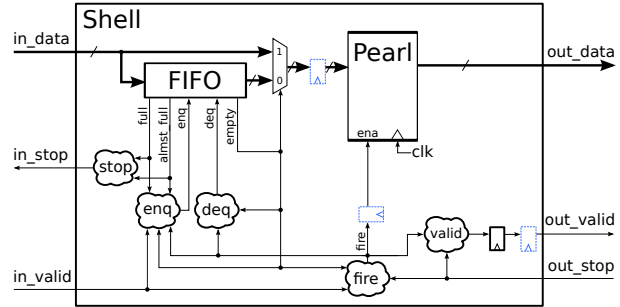 Shell
in_data
1
Pearl
out_data
FIFO
0
full
almst_full
enq
deq
empty
ena
clk
in_stop
stop
enq
deq
fire
valid
out_valid
in_valid
fire
out_stop